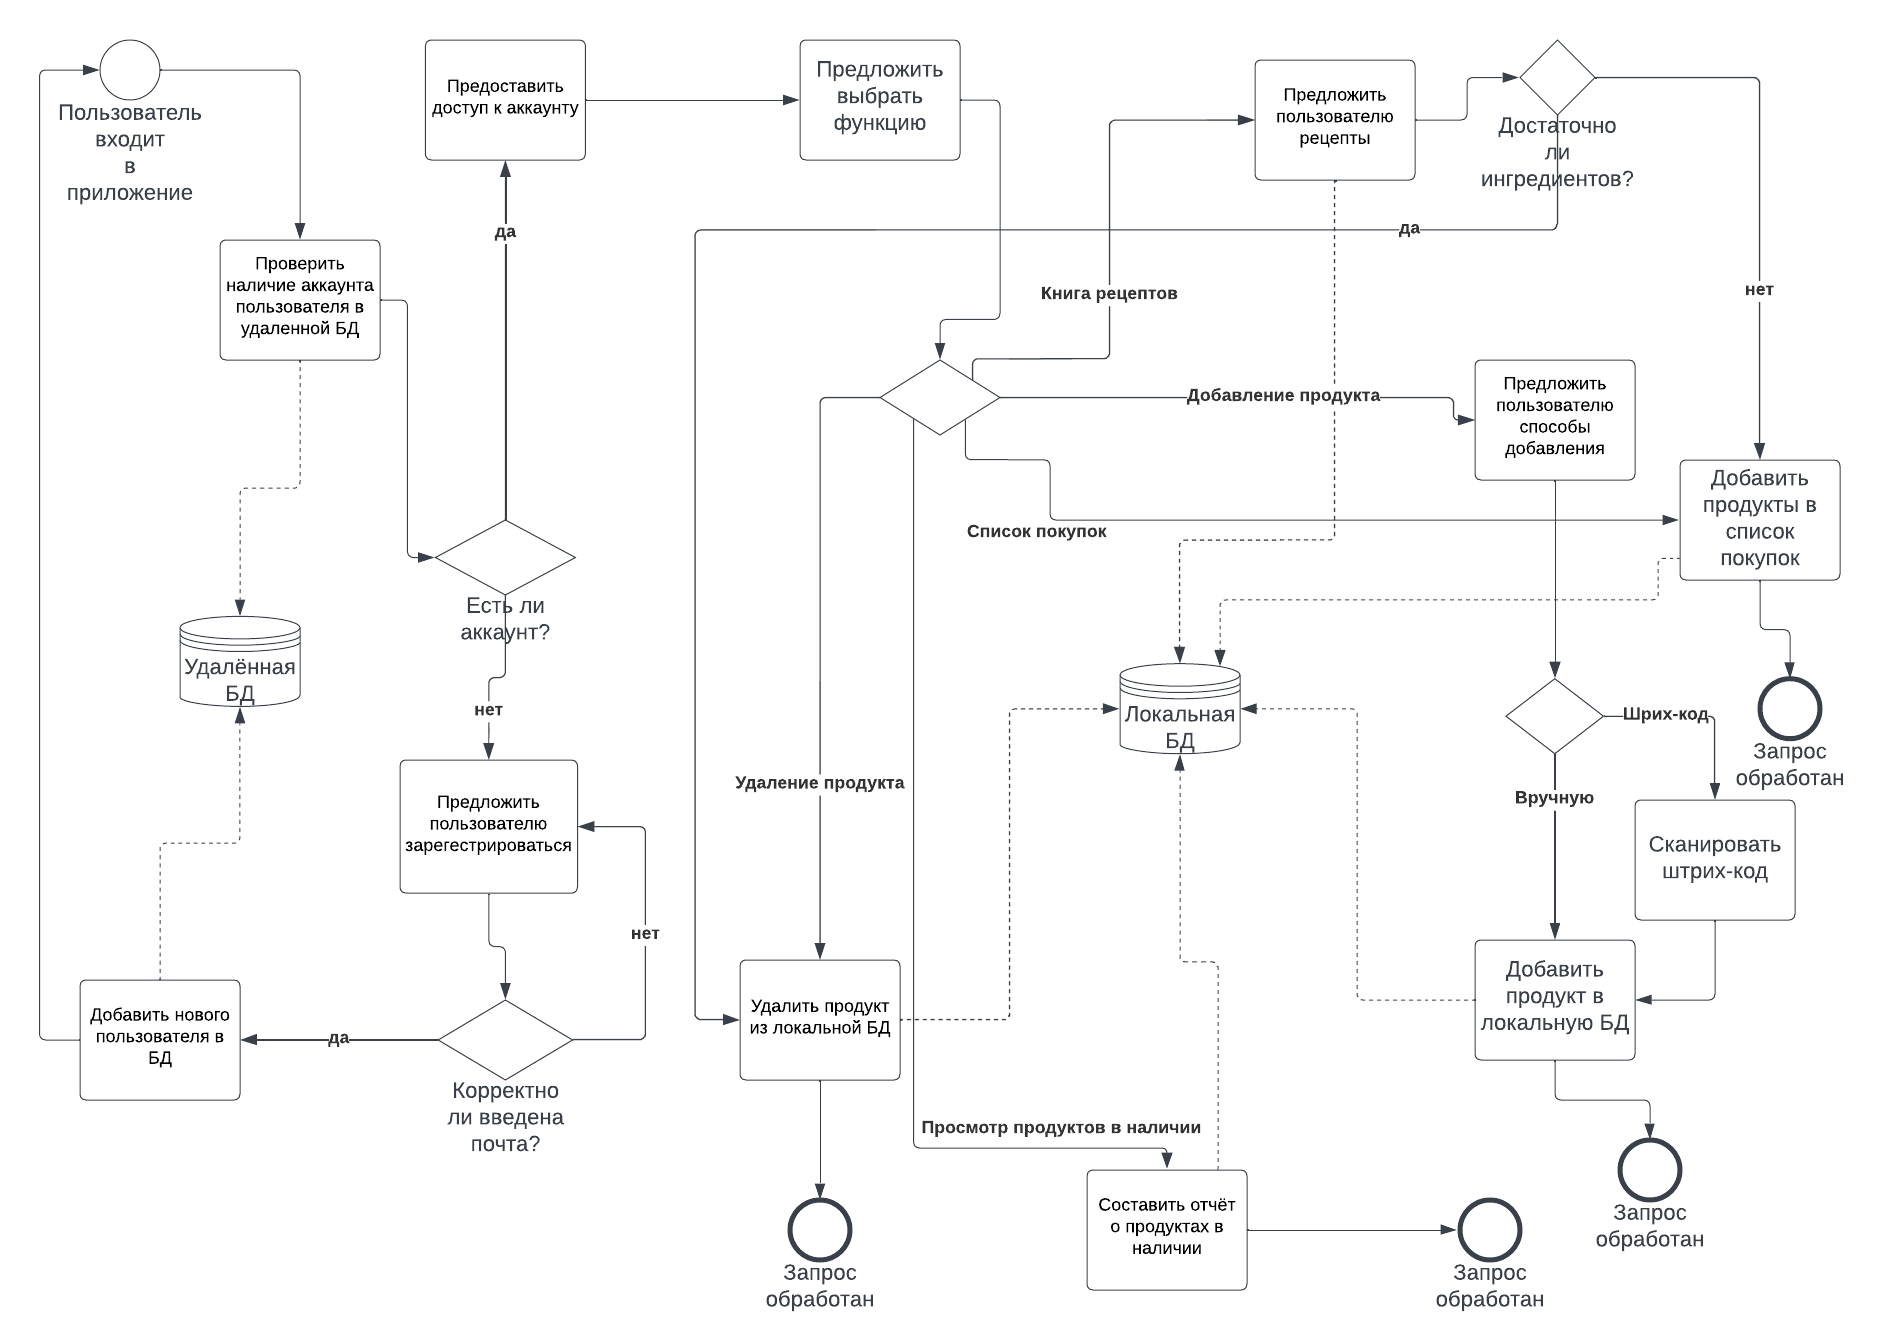 Пользователь
входит
в
приложение
Предоставить
доступ к аккаунту
Предложить
выбрать
функцию
Предложить
пользователю
рецепты
Достаточно
ли
ингредиентов?
да
да
Проверить
наличие аккаунта
пользователя в
удаленной БД
Книга рецептов
нет
Добавление продукта
Предложить
пользователю
способы
добавления
Добавить
продукты в
список
покупок
Список покупок
Есть ли
аккаунт?
Удалённая
БД
нет
Локальная
БД
Шрих-код
Запрос
обработан
Удаление продукта
Вручную
Предложить
пользователю
зарегестрироваться
Сканировать
штрих-код
нет
Добавить
продукт в
локальную БД
Удалить продукт
из локальной БД
Добавить нового
пользователя в
БД
да
Корректно
ли введена
почта?
Просмотр продуктов в наличии
Составить отчёт
о продуктах в
наличии
Запрос
обработан
Запрос
обработан
Запрос
обработан